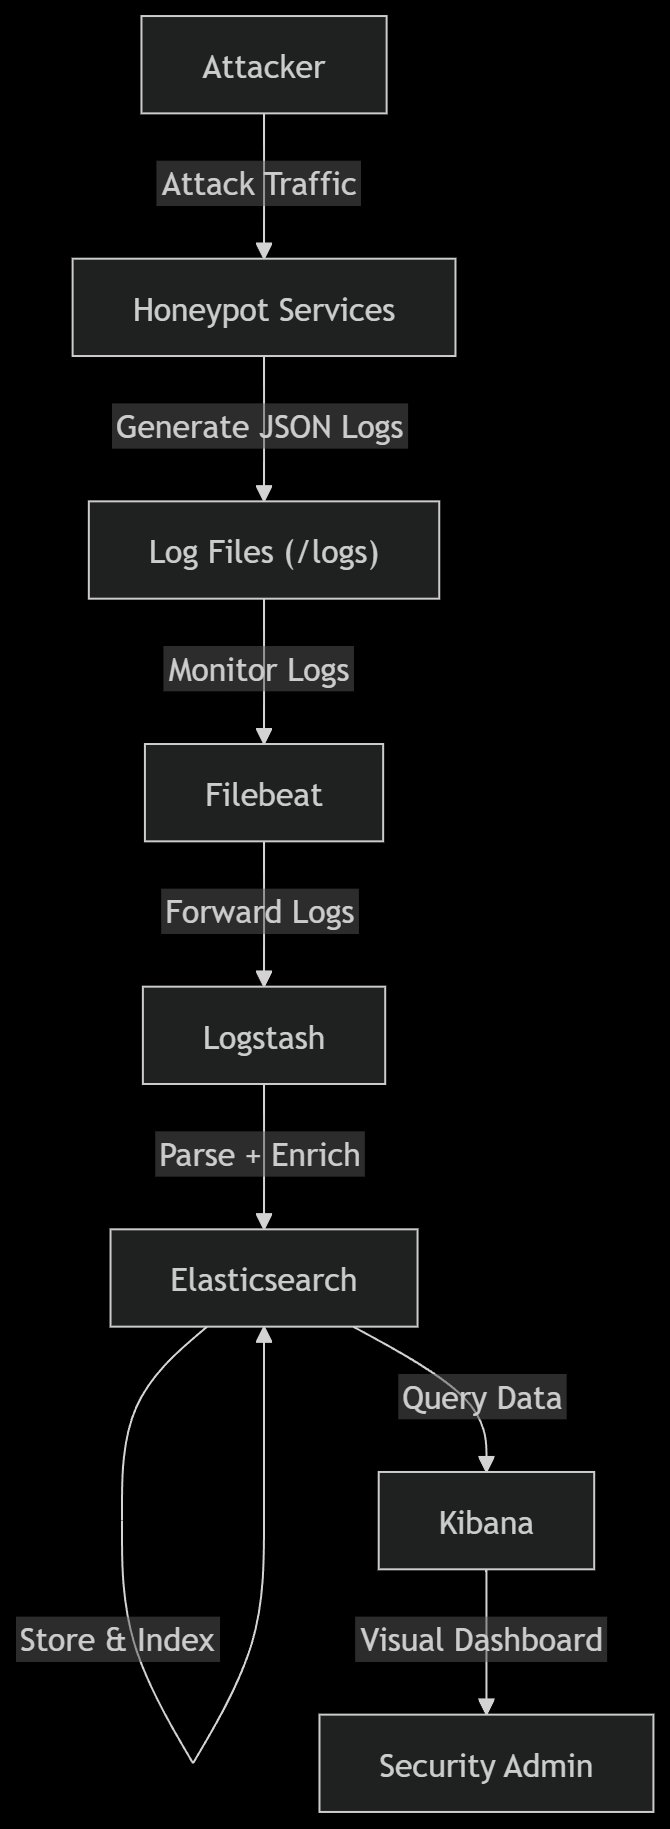 Attacker
Attack Traffic
Honeypot Services
Generate JSON Logs
Log Files (/logs)
Monitor Logs
Filebeat
Forward Logs
Logstash
Parse + Enrich
Elasticsearch
Query Data
Kibana
Store & Index
Visual Dashboard
Security Admin